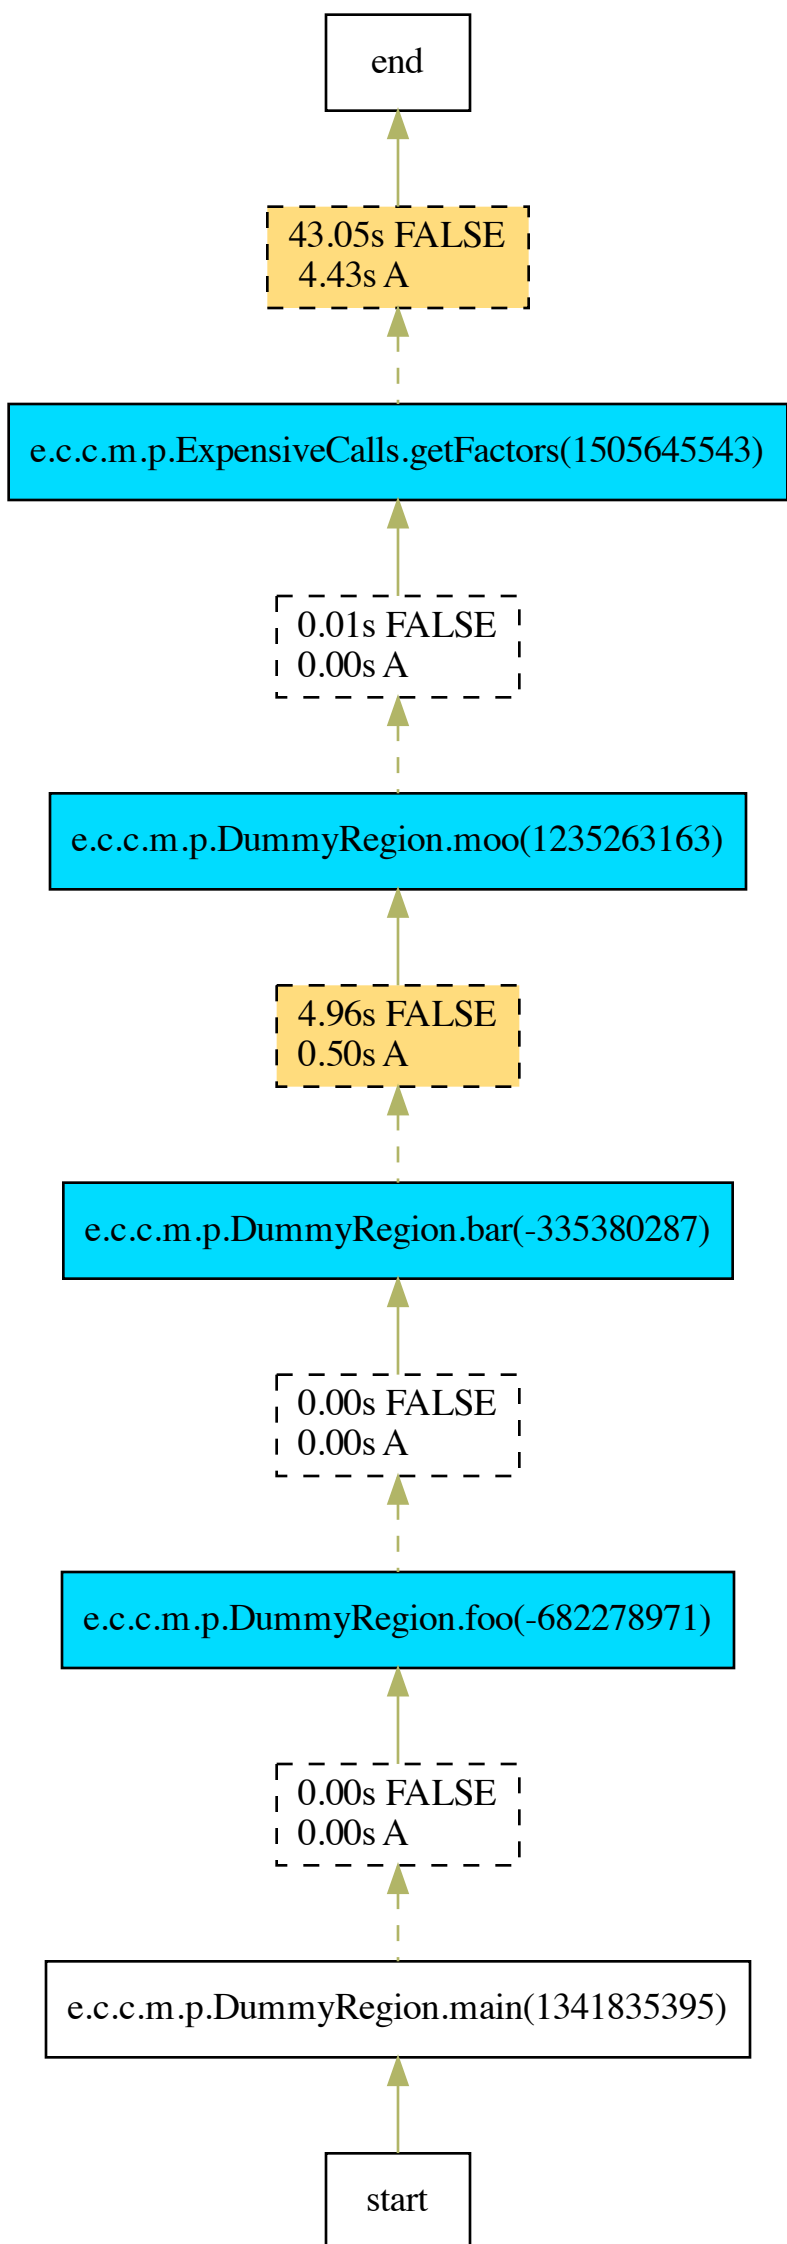 end
43.05s FALSE
4.43s A
e.c.c.m.p.ExpensiveCalls.getFactors(1505645543)
0.01s FALSE
0.00s A
e.c.c.m.p.DummyRegion.moo(1235263163)
4.96s FALSE
0.50s A
e.c.c.m.p.DummyRegion.bar(-335380287)
0.00s FALSE
0.00s A
e.c.c.m.p.DummyRegion.foo(-682278971)
0.00s FALSE
0.00s A
e.c.c.m.p.DummyRegion.main(1341835395)
start